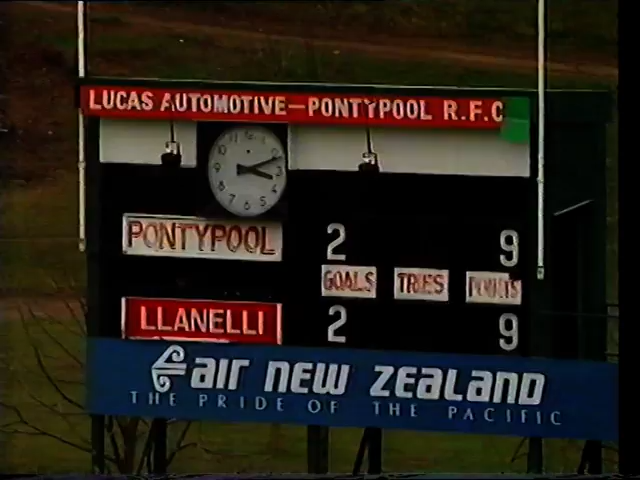 LUCAS AUTOMOTIVE-PONTYPOOL R.F.C
PONTYPOOL 2 9
GOALS TRIES POINTS
LLANELLI 2 9
air NEW ZEALAND
THE PRIDE OF THE PACIFIC